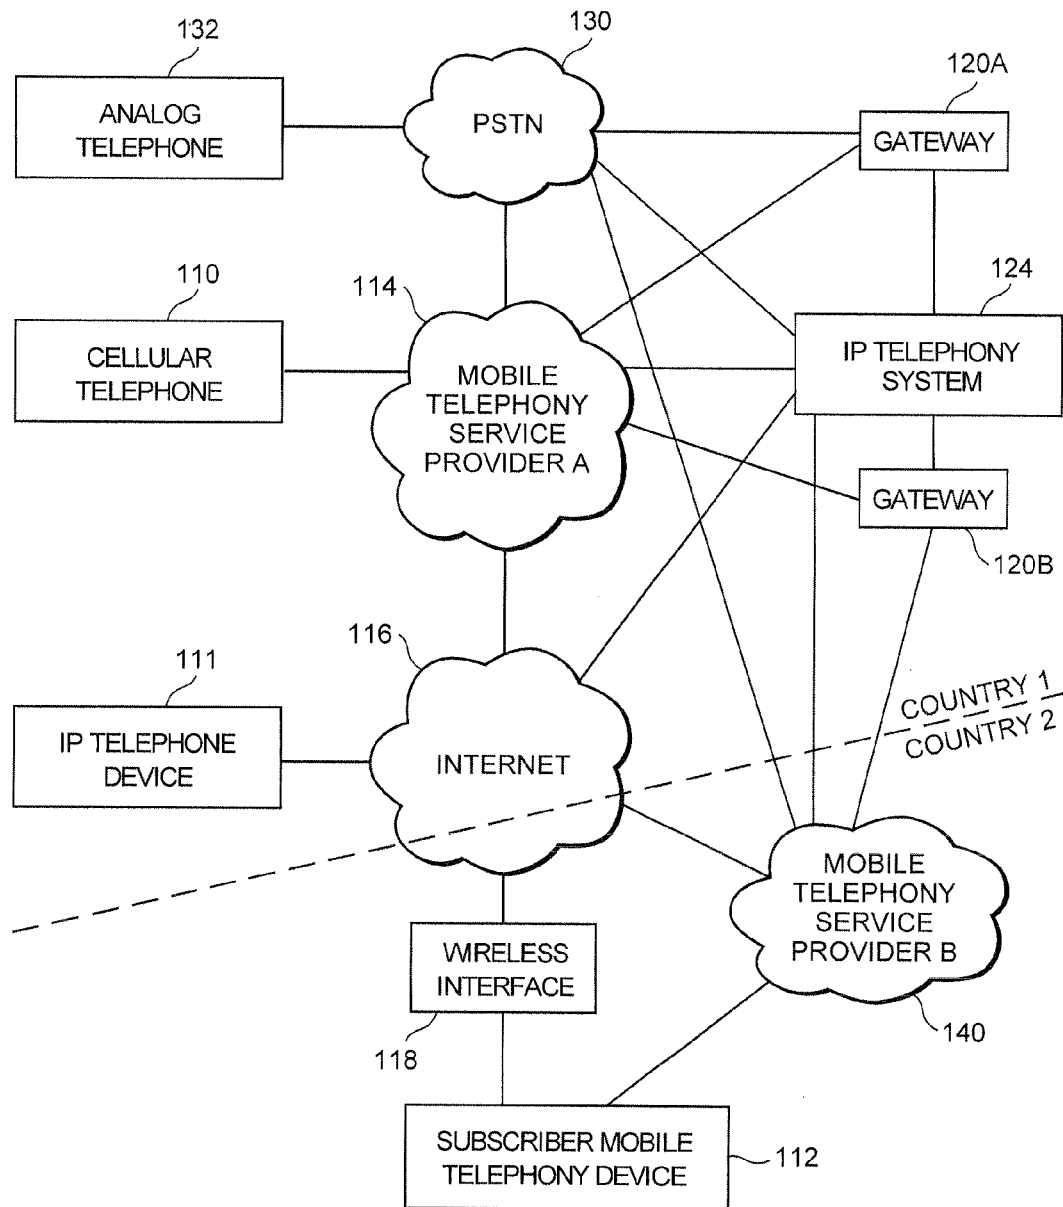 132
130
120A
ANALOG
TELEPHONE
PSTN
GATEWAY
110
114
124
CELLULAR
TELEPHONE
MOBILE
TELEPHONY
SERVICE
PROVIDER A
IP TELEPHONY
SYSTEM
GATEWAY
120B
111
116
IP TELEPHONE
DEVICE
INTERNET
COUNTRY 1
COUNTRY 2
MOBILE
TELEPHONY
SERVICE
PROVIDER B
WIRELESS
INTERFACE
118
140
SUBSCRIBER MOBILE
TELEPHONY DEVICE
112